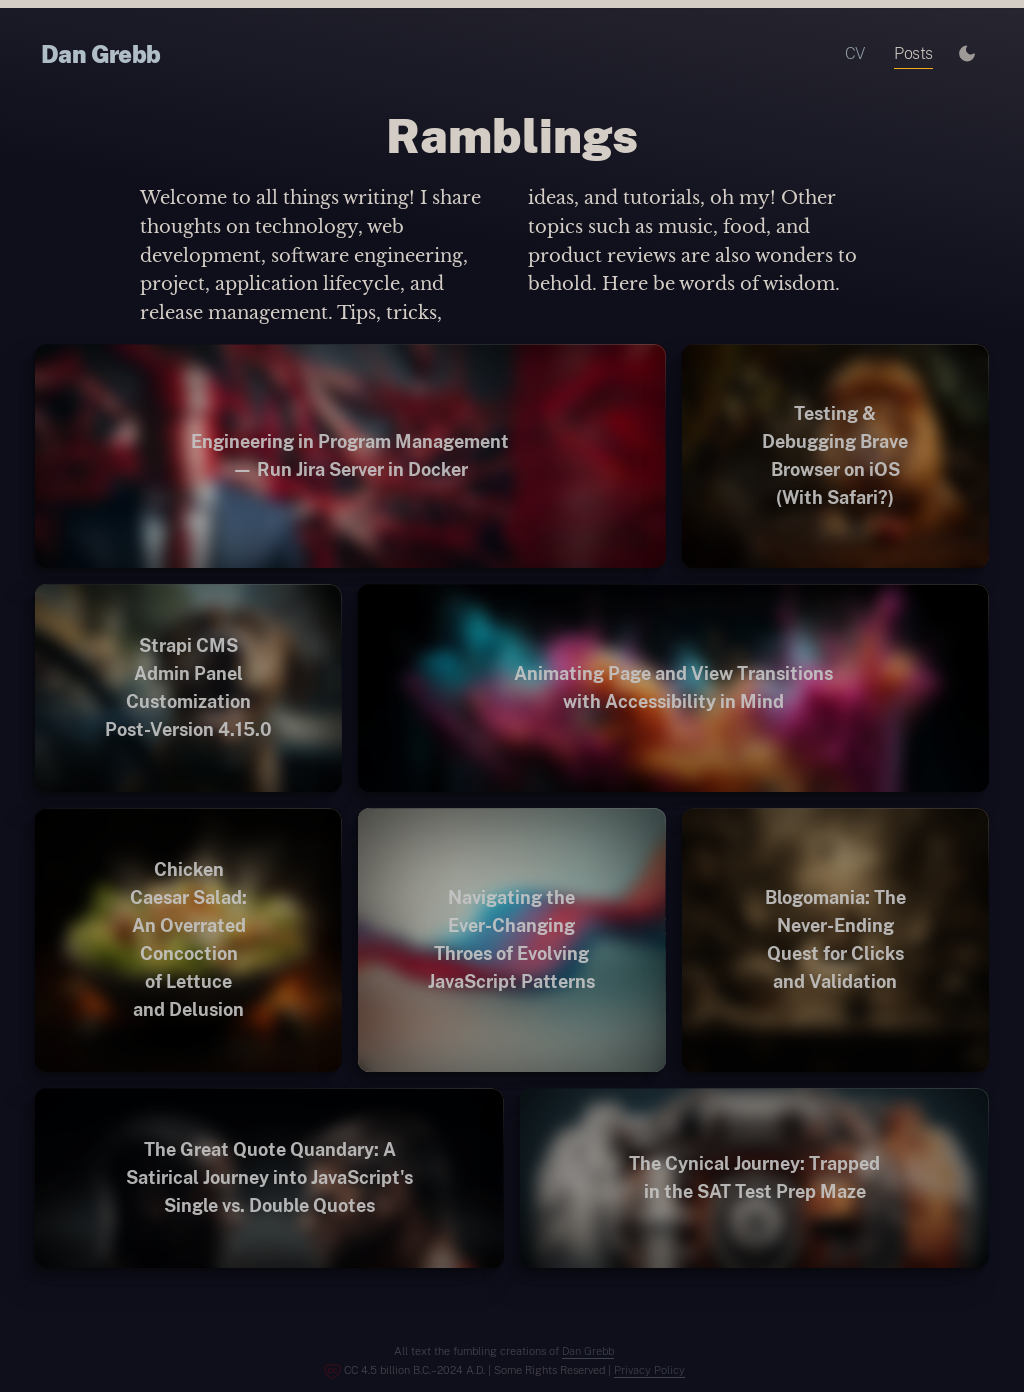 Dan Grebb
CV
Posts
Ramblings
Welcome to all things writing! I share
thoughts on technology, web
development, software engineering,
project, application lifecycle, and
release management. Tips, tricks,
ideas, and tutorials, oh my! Other
topics such as music, food, and
product reviews are also wonders to
behold. Here be words of wisdom.
Engineering in Program Management
— Run Jira Server in Docker
Testing &
Debugging Brave
Browser on iOS
(With Safari?)
Strapi CMS
Admin Panel
Customization
Post-Version 4.15.0
Animating Page and View Transitions
with Accessibility in Mind
Chicken
Caesar Salad:
An Overrated
Concoction
of Lettuce
and Delusion
Navigating the
Ever-Changing
Throes of Evolving
JavaScript Patterns
Blogomania: The
Never-Ending
Quest for Clicks
and Validation
The Great Quote Quandary: A
Satirical Journey into JavaScript's
Single vs. Double Quotes
The Cynical Journey: Trapped
in the SAT Test Prep Maze
All text the fumbling creations of Dan Grebb
CC 4.5 billion B.C.–2024 A.D. | Some Rights Reserved | Privacy Policy